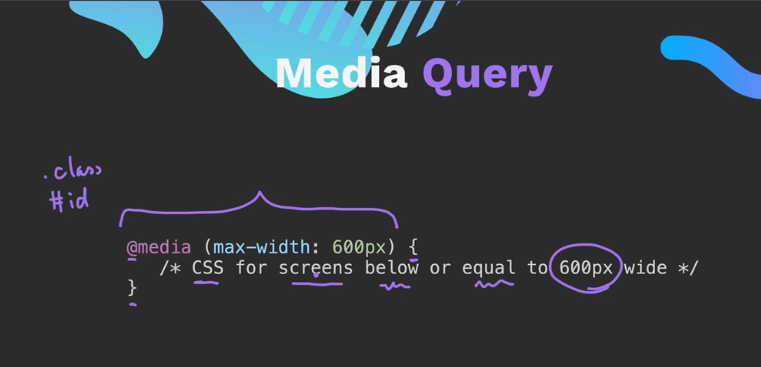 Media Query
.class
#id
@media (max-width: 600px) {
/* CSS for screens below or equal to 600px wide */
}